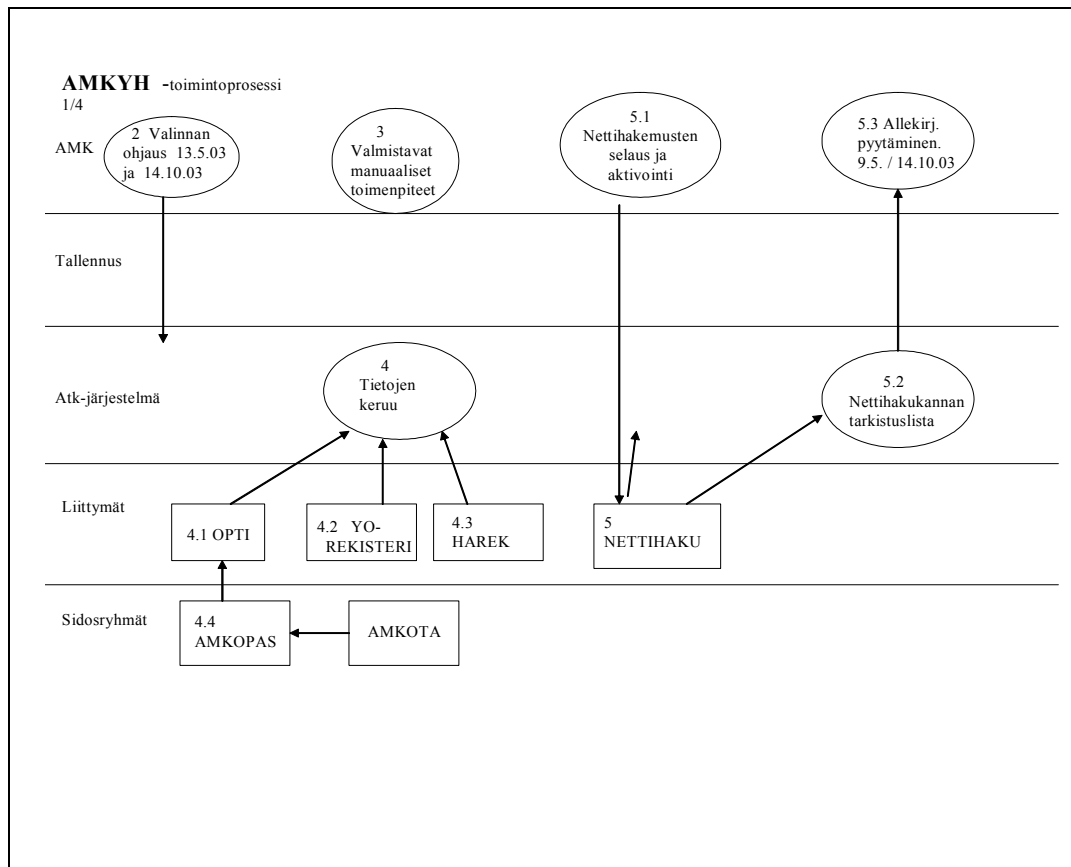 AMKYH -toimintoprosessi
1/4
AMK
2 Valinnan
ohjaus 13.5.03
ja 14.10.03
3
Valmistavat
manuaaliset
toimenpiteet
5.1
Nettihakemusten
selaus ja
aktivointi
5.3 Allekirj.
pyytäminen.
9.5. / 14.10.03
Tallennus
Atk-järjestelmä
4
Tietojen
keruu
5.2
Nettihakukannan
tarkistuslista
Liittymät
4.1 OPTI
4.2 YO-
REKISTERI
4.3
HAREK
5
NETTIHAKU
Sidosryhmät
4.4
AMKOPAS
AMKOTA